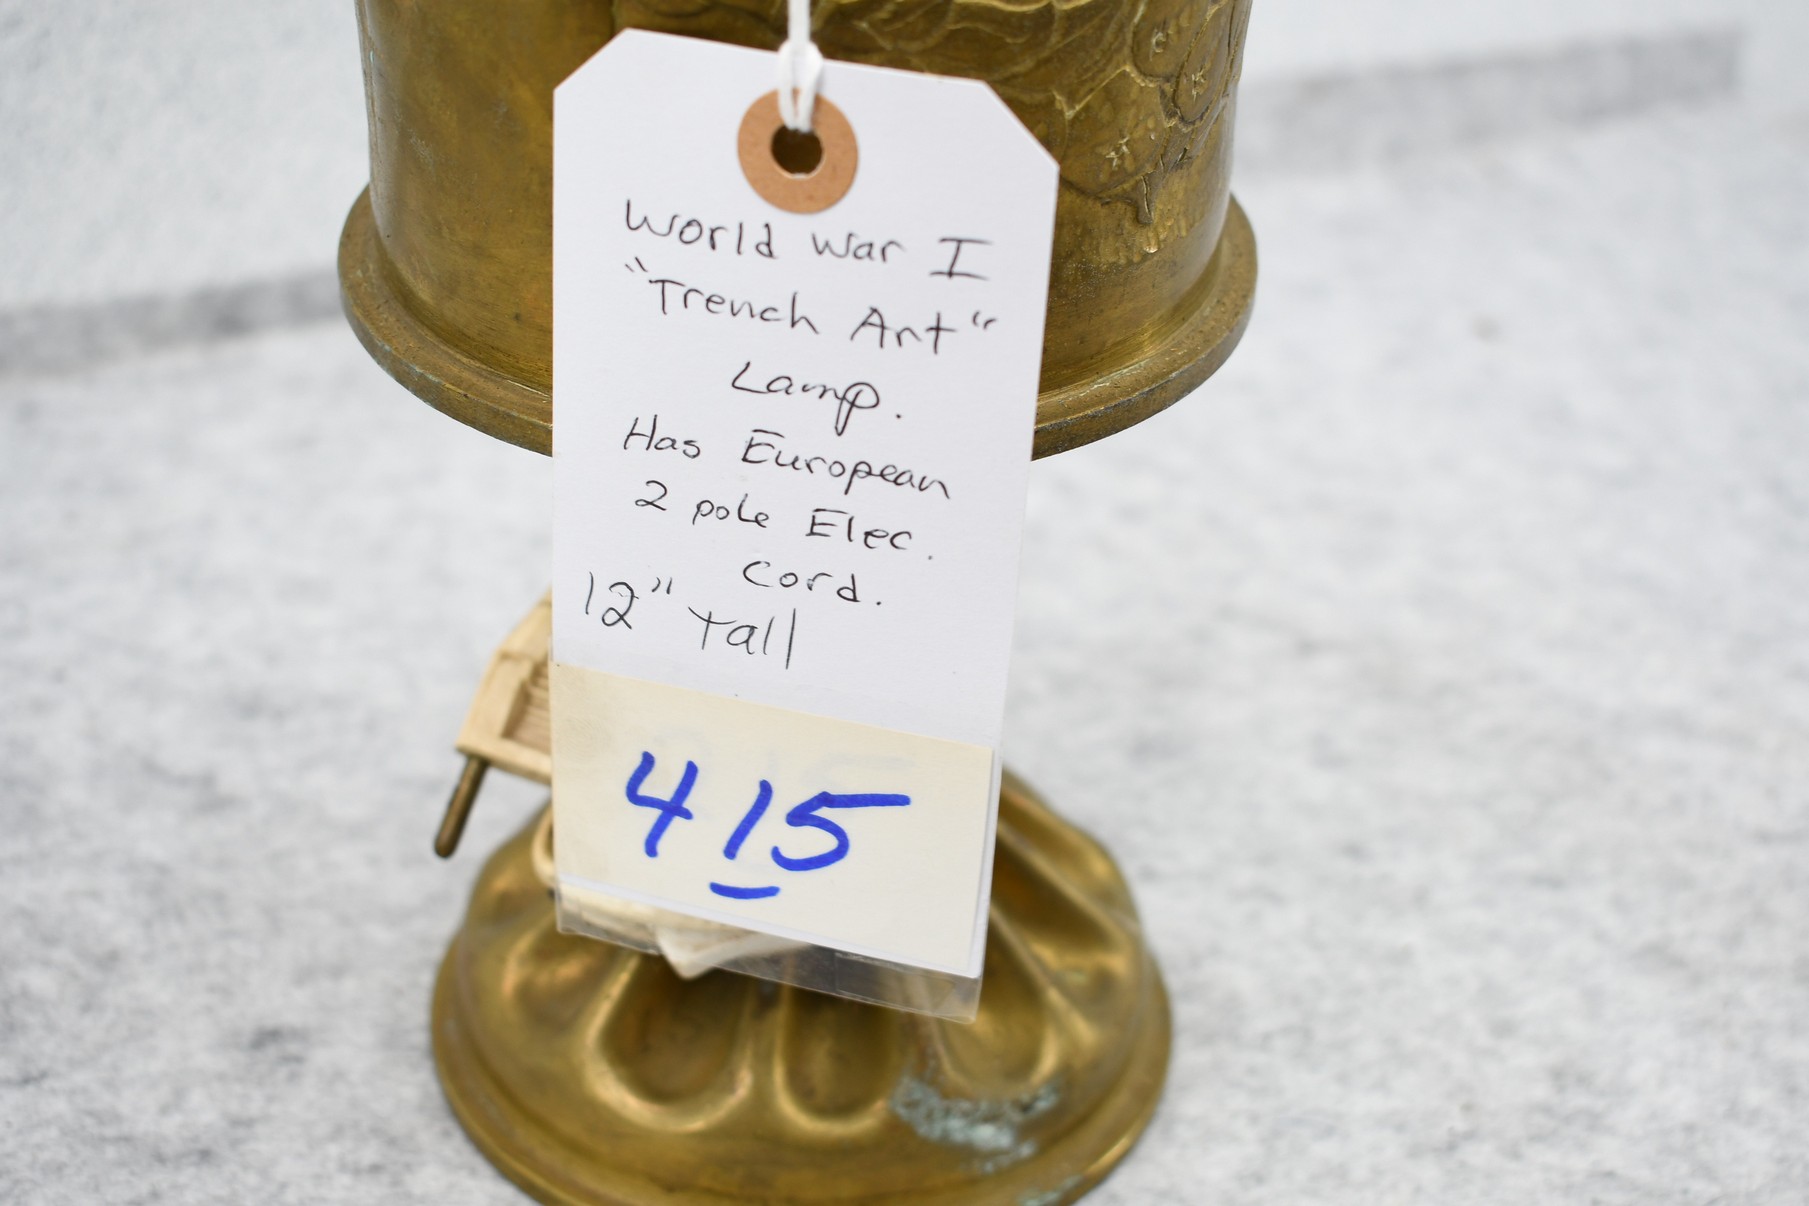 World War I
"Trench Art"
Lamp.
Has European
2 pole Elec.
Cord.
12" Tall
415